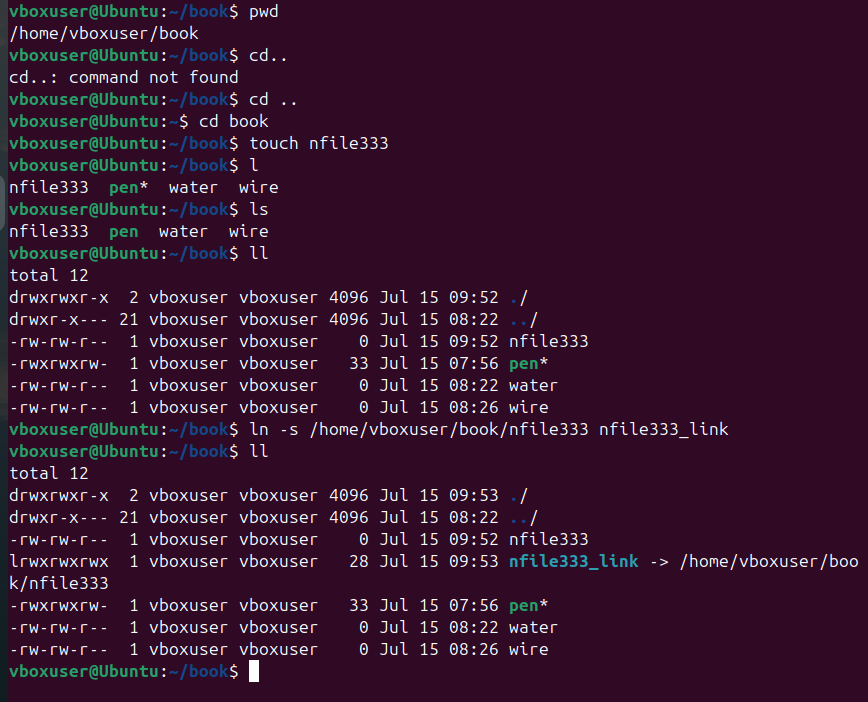 vboxuser@Ubuntu:~/book$ pwd
/home/vboxuser/book
vboxuser@Ubuntu:~/book$ cd..
cd..: command not found
vboxuser@Ubuntu:~/book$ cd ..
vboxuser@Ubuntu:~$ cd book
vboxuser@Ubuntu:~/book$ touch nfile333
vboxuser@Ubuntu:~/book$ l
nfile333  pen*  water  wire
vboxuser@Ubuntu:~/book$ ls
nfile333  pen  water  wire
vboxuser@Ubuntu:~/book$ ll
total 12
drwxrwxr-x  2 vboxuser vboxuser 4096 Jul 15 09:52 ./
drwxr-x--- 21 vboxuser vboxuser 4096 Jul 15 08:22 ../
-rw-rw-r--  1 vboxuser vboxuser    0 Jul 15 09:52 nfile333
-rwxrwxrw-  1 vboxuser vboxuser   33 Jul 15 07:56 pen*
-rw-rw-r--  1 vboxuser vboxuser    0 Jul 15 08:22 water
-rw-rw-r--  1 vboxuser vboxuser    0 Jul 15 08:26 wire
vboxuser@Ubuntu:~/book$ ln -s /home/vboxuser/book/nfile333 nfile333_link
vboxuser@Ubuntu:~/book$ ll
total 12
drwxrwxr-x  2 vboxuser vboxuser 4096 Jul 15 09:53 ./
drwxr-x--- 21 vboxuser vboxuser 4096 Jul 15 08:22 ../
-rw-rw-r--  1 vboxuser vboxuser    0 Jul 15 09:52 nfile333
lrwxrwxrwx  1 vboxuser vboxuser   28 Jul 15 09:53 nfile333_link -> /home/vboxuser/boo
k/nfile333
-rwxrwxrw-  1 vboxuser vboxuser   33 Jul 15 07:56 pen*
-rw-rw-r--  1 vboxuser vboxuser    0 Jul 15 08:22 water
-rw-rw-r--  1 vboxuser vboxuser    0 Jul 15 08:26 wire
vboxuser@Ubuntu:~/book$